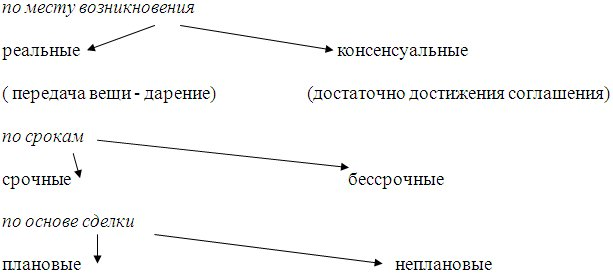 по месту возникновения
реальные консенсуальные
( передача веши - дарение) (достаточно достижения соглашения)
по срокам
срочные бессрочные
по основе сделки
плановые неплановые